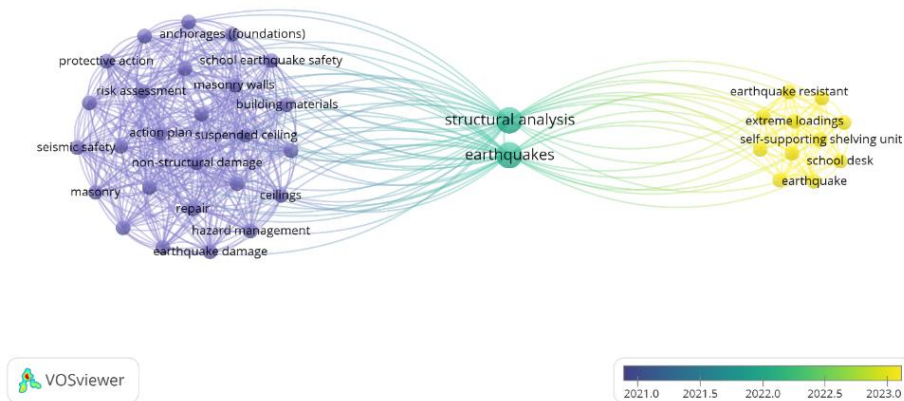 anchorages (foundations)
protective action
school earthquake safety
risk assessment
masonry walls
building materials
action plan
suspended ceiling
seismic safety
non-structural damage
masonry
ceilings
repair
hazard management
earthquake damage
structural analysis
earthquakes
earthquake resistant
extreme loadings
self-supporting shelving unit
school desk
earthquake
VOSviewer
2021.0 2021.5 2022.0 2022.5 2023.0